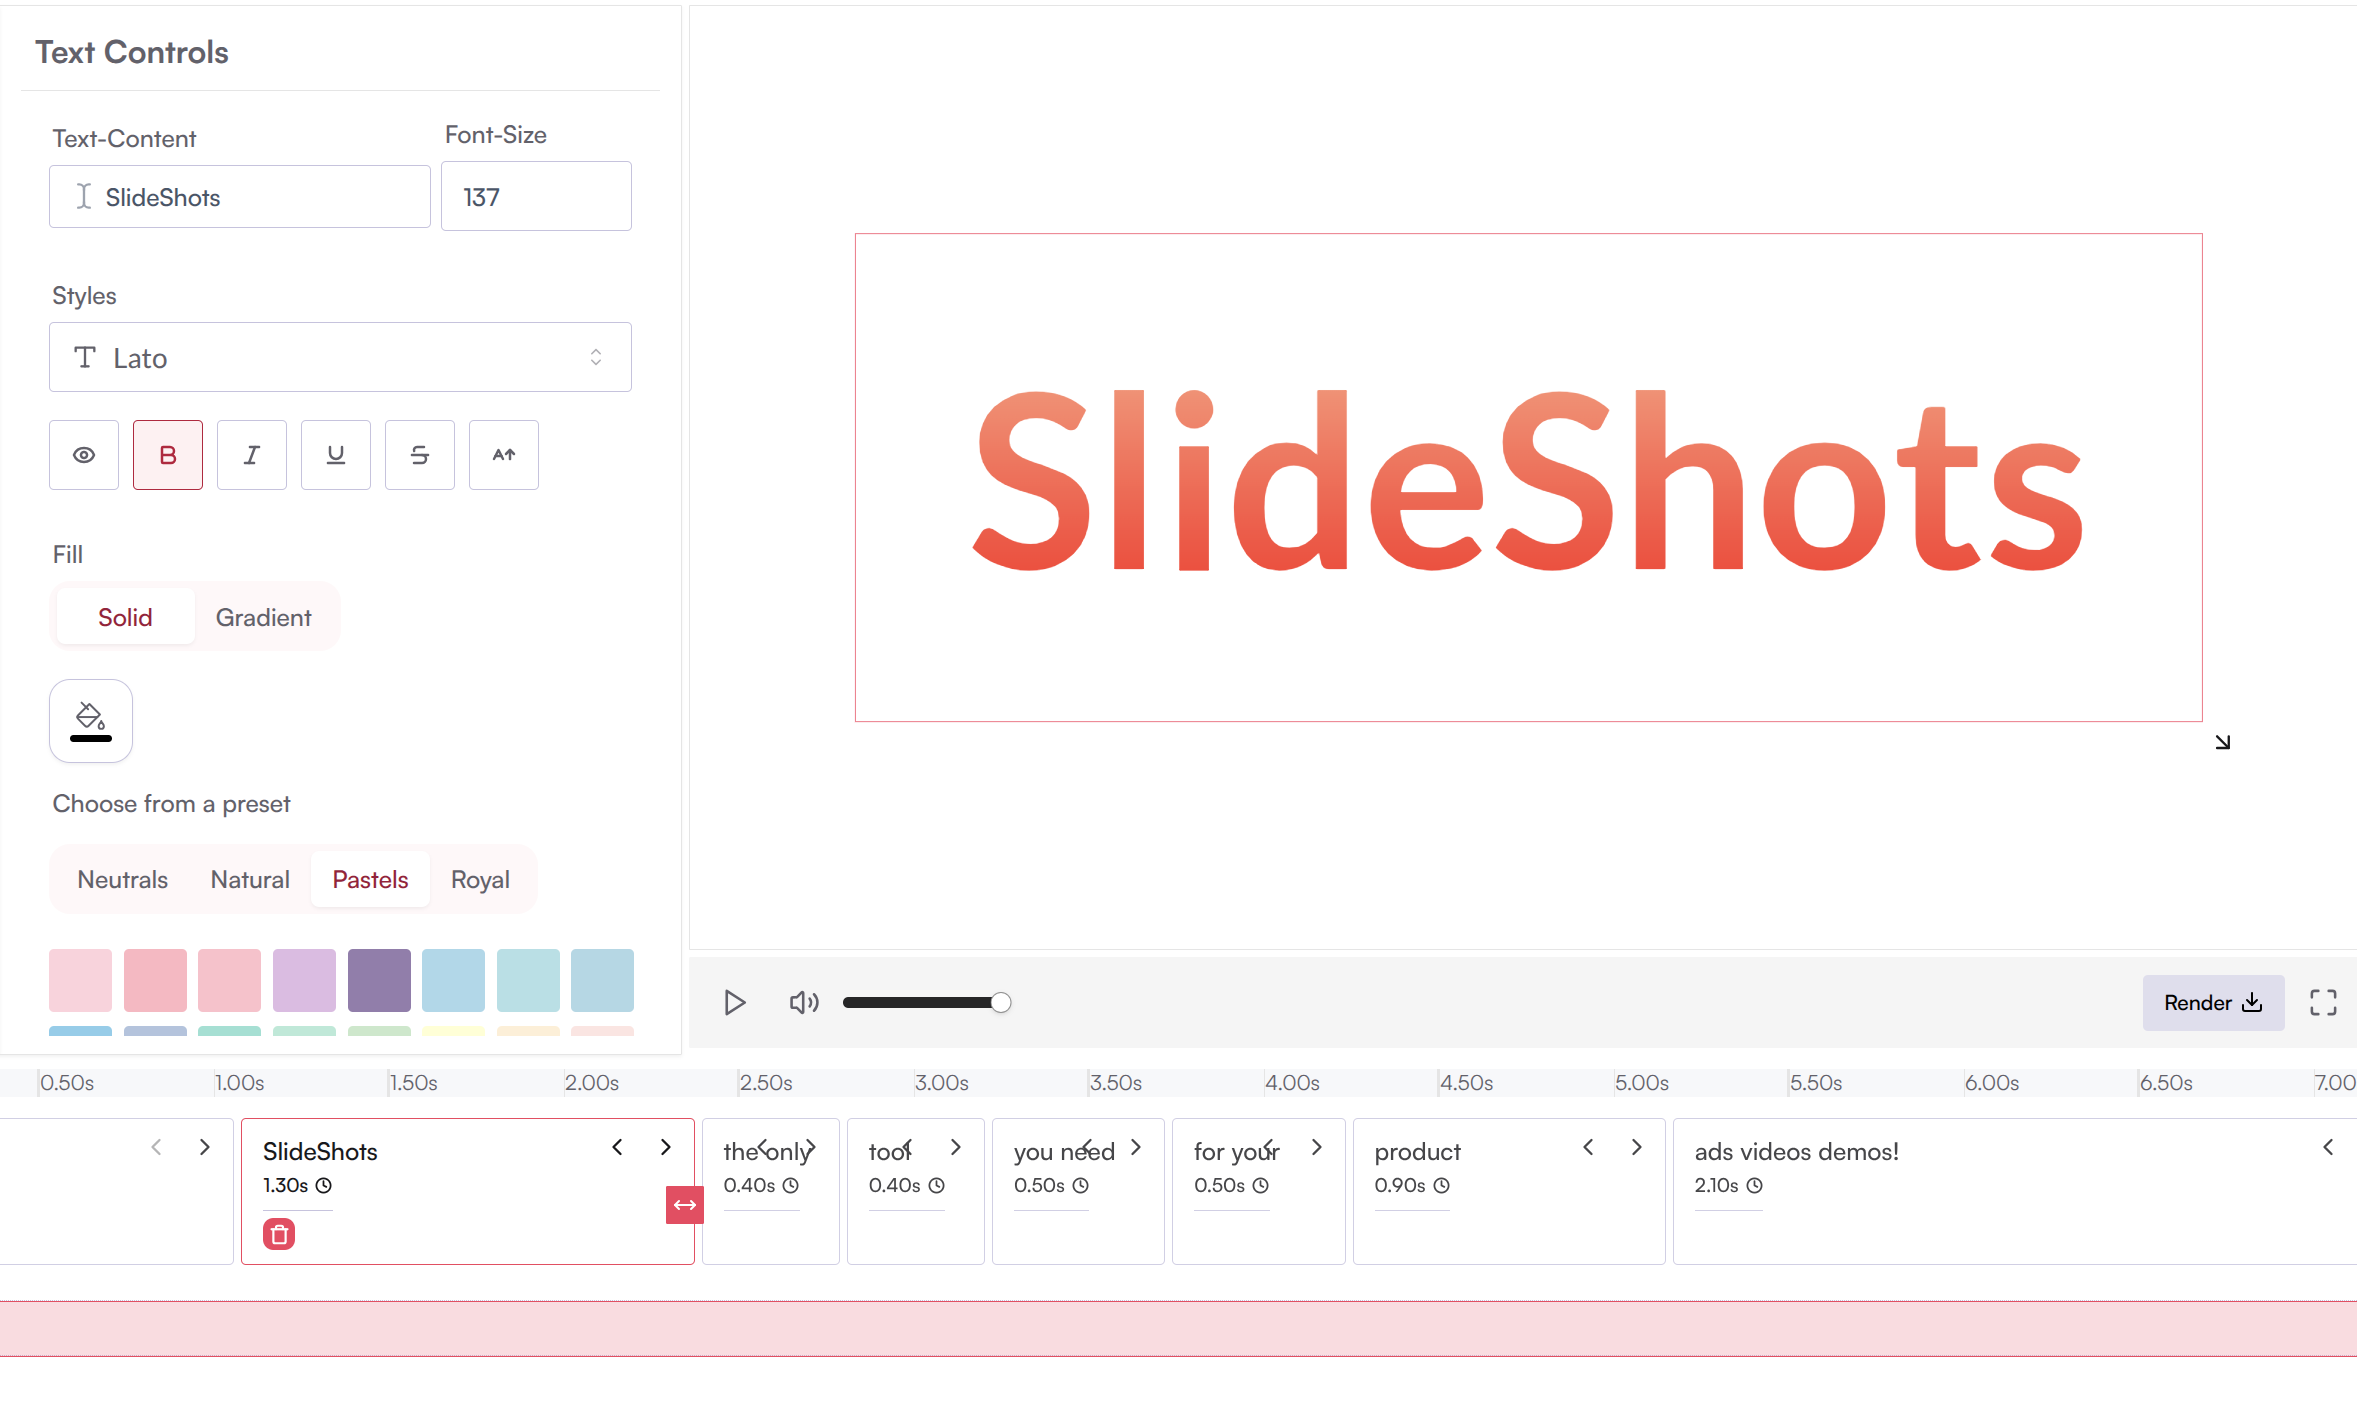 Text Controls
Text-Content
Font-Size
SlideShots
137
Styles
Lato
B I U S A
Fill
Solid
Gradient
Choose from a preset
Neutrals
Natural
Pastels
Royal
SlideShots
Render
0.50s
1.00s
1.50s
2.00s
2.50s
3.00s
3.50s
4.00s
4.50s
5.00s
5.50s
6.00s
6.50s
7.00
SlideShots
1.30s
the only
0.40s
tool
0.40s
you need
0.50s
for your
0.50s
product
0.90s
ads videos demos!
2.10s